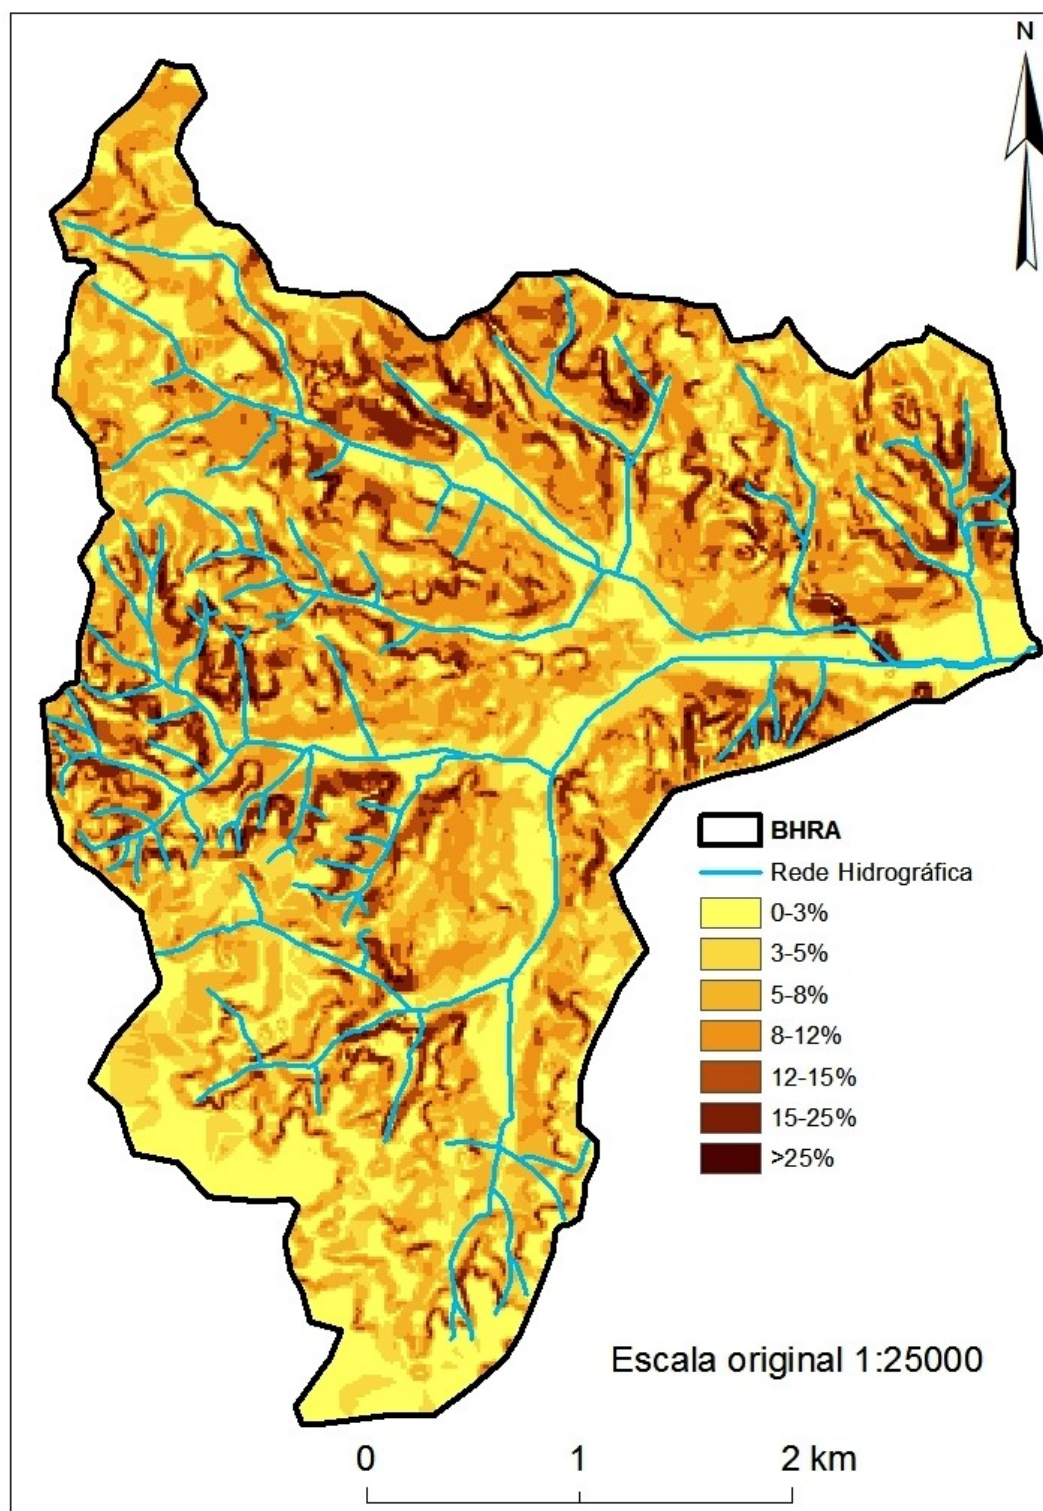 N
BHRA
Rede Hidrográfica
0-3%
3-5%
5-8%
8-12%
12-15%
15-25%
>25%
Escala original 1:25000
0 1 2 km